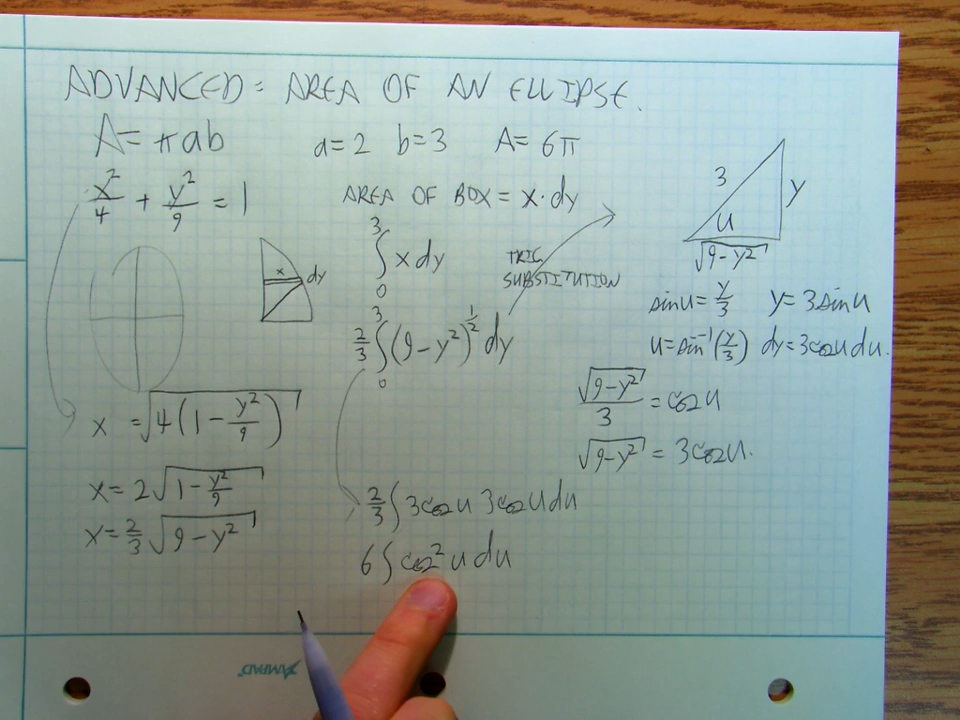 ADVANCED: AREA OF AN ELLIPSE.
A = πab   a=2   b=3   A= 6π
x²/4 + y²/9 = 1
AREA OF BOX = x·dy
∫₀³ x dy
x
dy
2/3 ∫₀³ (9-y²)^1/2 dy
TRIG
SUBSTITUTION
3
y
u
√(9-y²)
sin u = y/3   y = 3 sin u
u = sin⁻¹(y/3)   dy = 3 cos u du.
√(9-y²)/3 = cos u
√(9-y²) = 3 cos u.
x = √(4(1 - y²/9))
x = 2√(1 - y²/9)
x = 2/3 √(9 - y²)
2/3 ∫ 3 cos u 3 cos u du
6 ∫ cos² u du
AMPAD